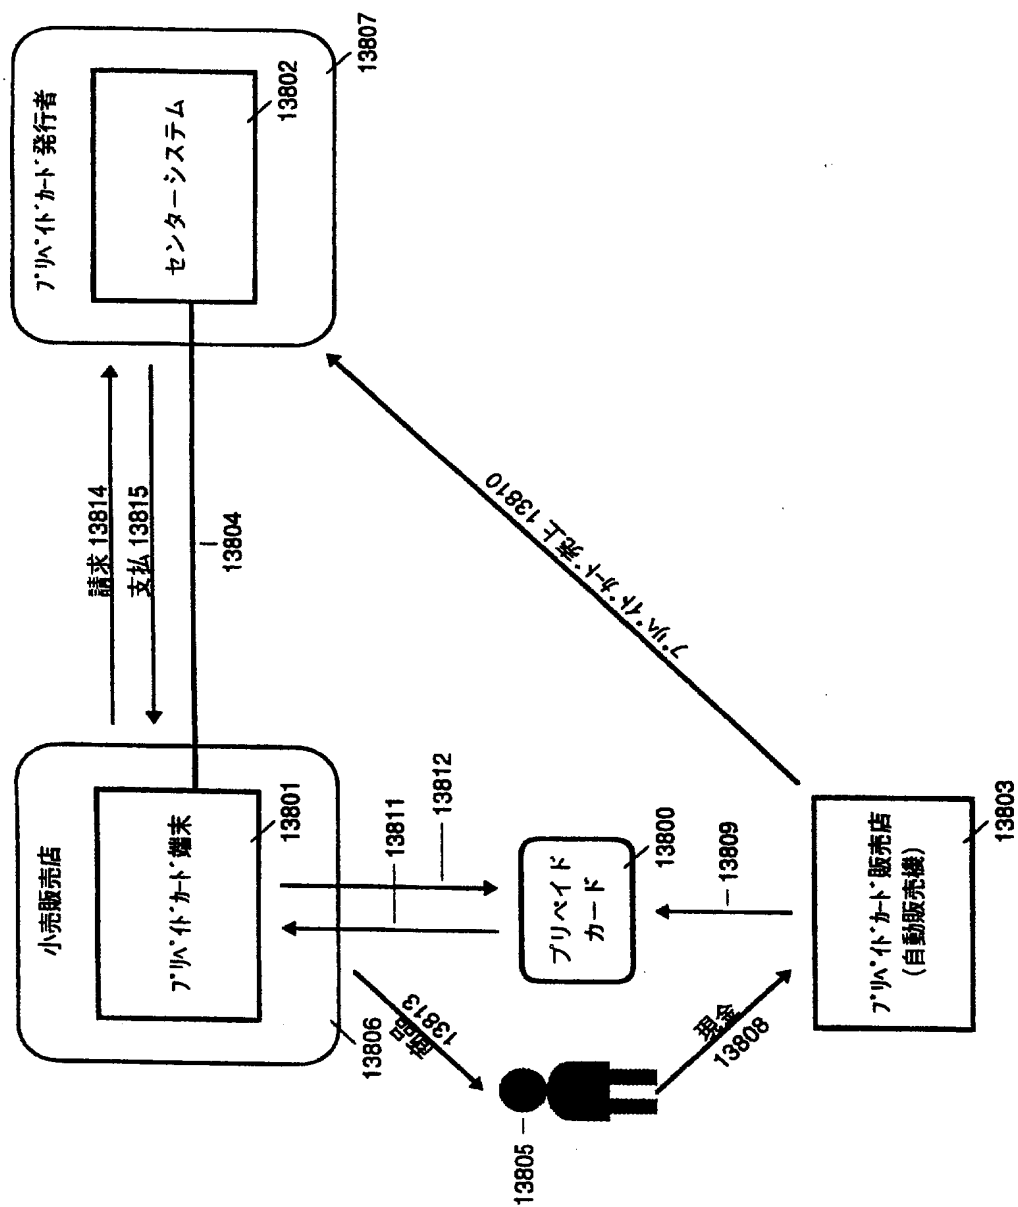 小売販売店
プリペイドカード端末
13801
13806
請求 13814
支払 13815
13804
プリペイドカード発行者
センターシステム
13802
13807
商品
13813
13811
13812
13805
プリペイド
カード
13800
現金
13808
13809
プリペイドカード売上 13810
プリペイドカード販売店
(自動販売機)
13803